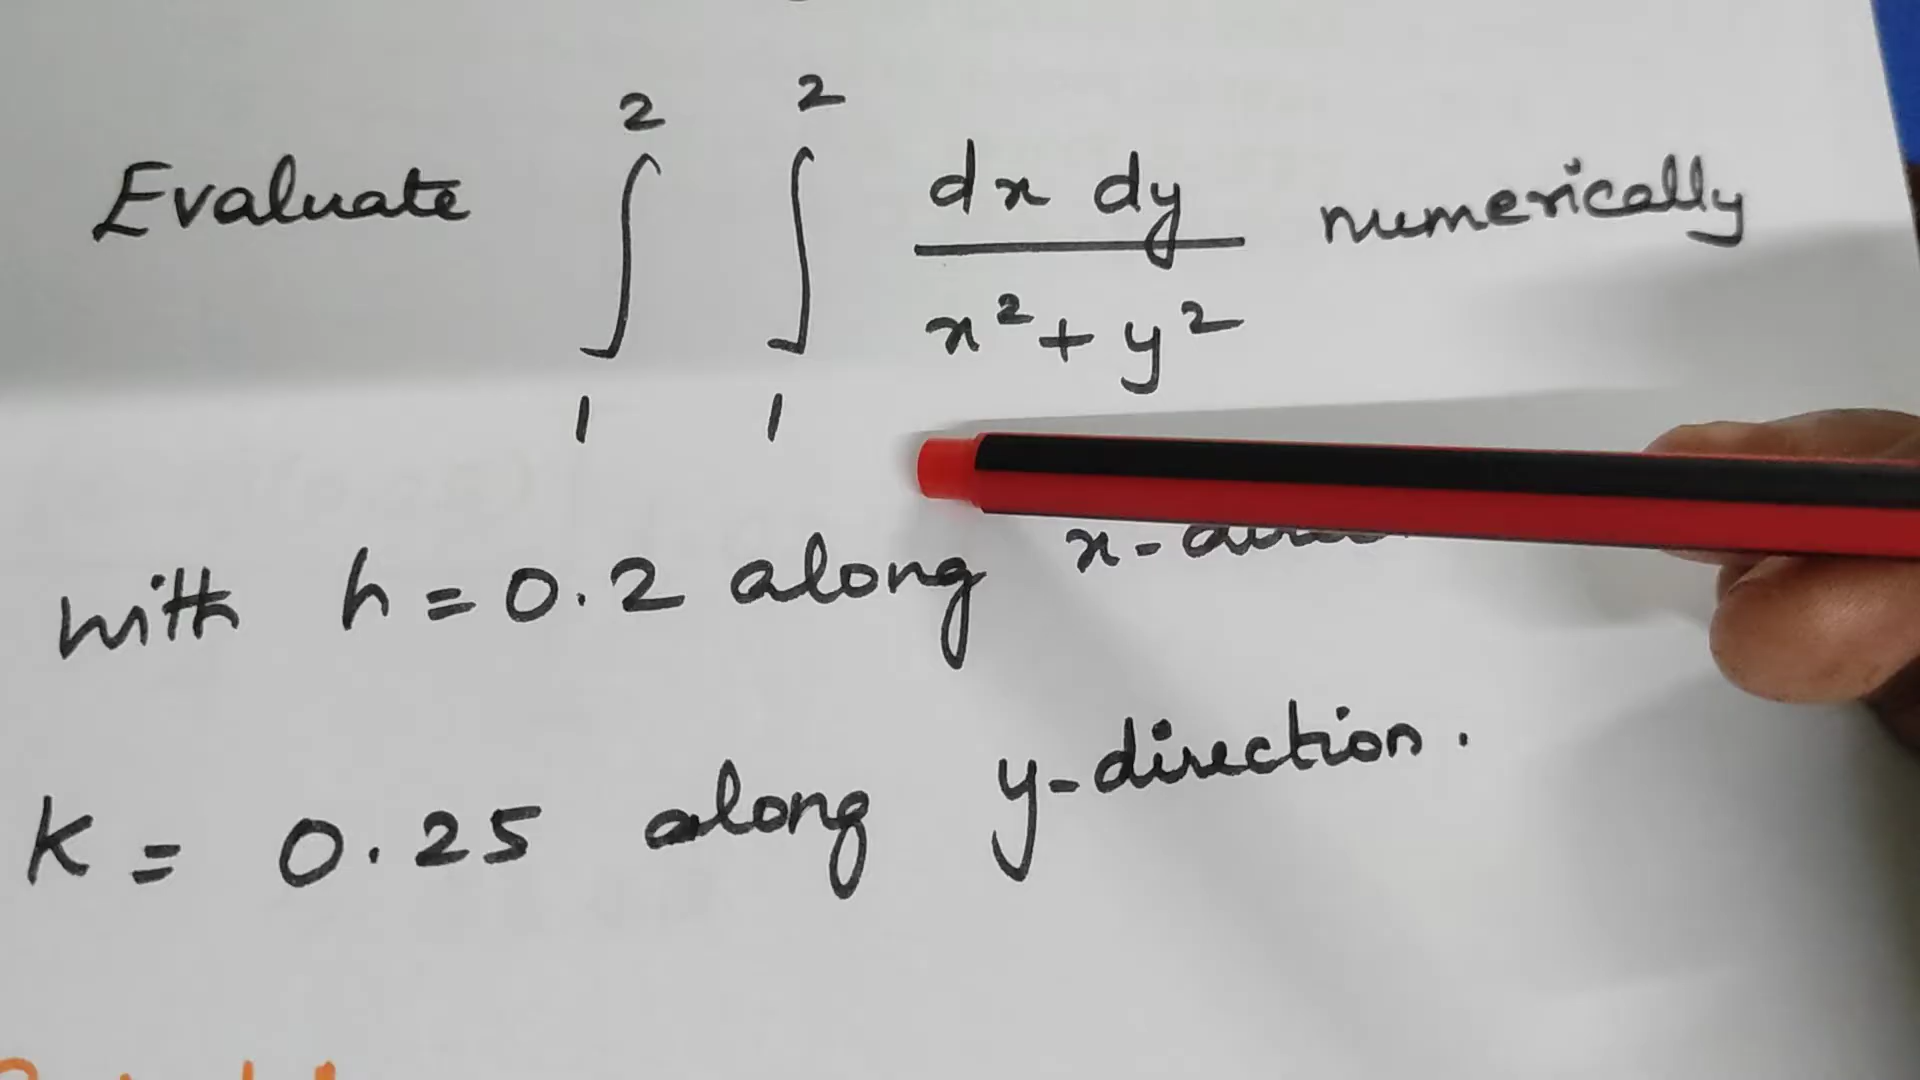 Evaluate ∫₁² ∫₁² dx dy / x² + y² numerically
with h = 0.2 along x-
K = 0.25 along y-direction.